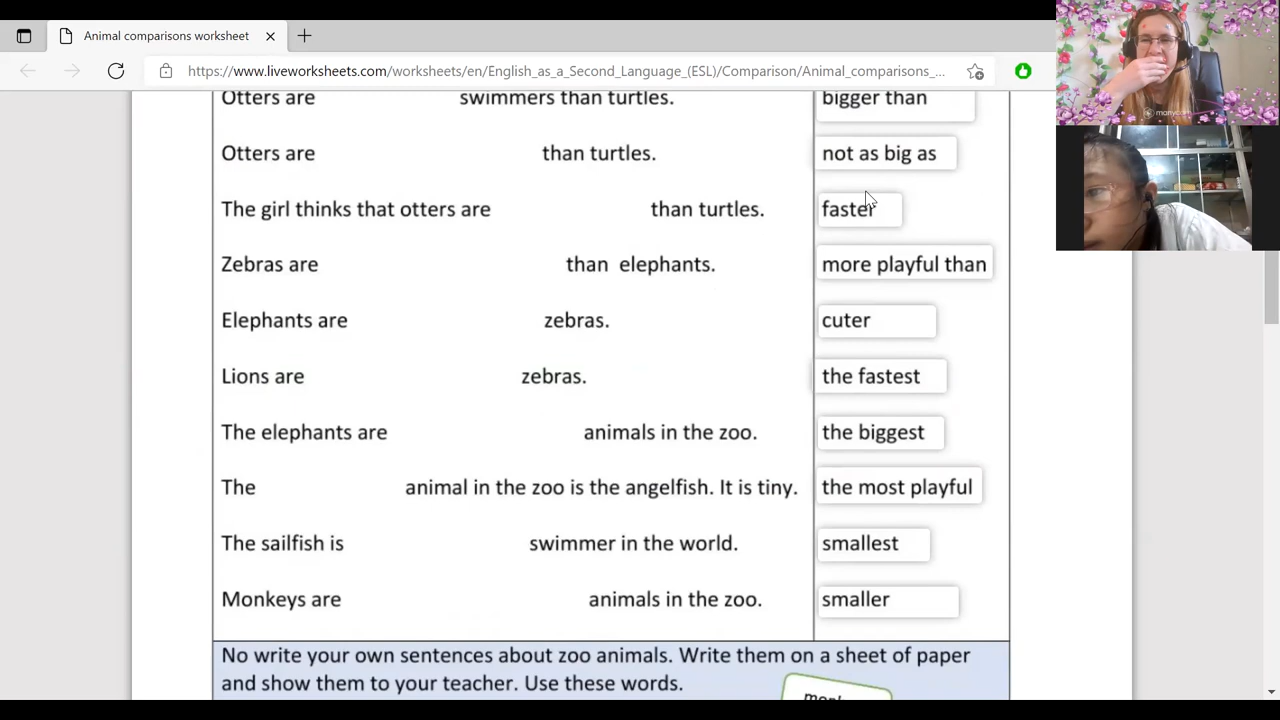 Animal comparisons worksheet
https://www.liveworksheets.com/worksheets/en/English_as_a_Second_Language_(ESL)/Comparison/Animal_comparisons_...
Otters are swimmers than turtles. bigger than
Otters are than turtles. not as big as
The girl thinks that otters are than turtles. faster
Zebras are than elephants. more playful than
Elephants are zebras. cuter
Lions are zebras. the fastest
The elephants are animals in the zoo. the biggest
The animal in the zoo is the angelfish. It is tiny. the most playful
The sailfish is swimmer in the world. smallest
Monkeys are animals in the zoo. smaller
No write your own sentences about zoo animals. Write them on a sheet of paper
and show them to your teacher. Use these words.